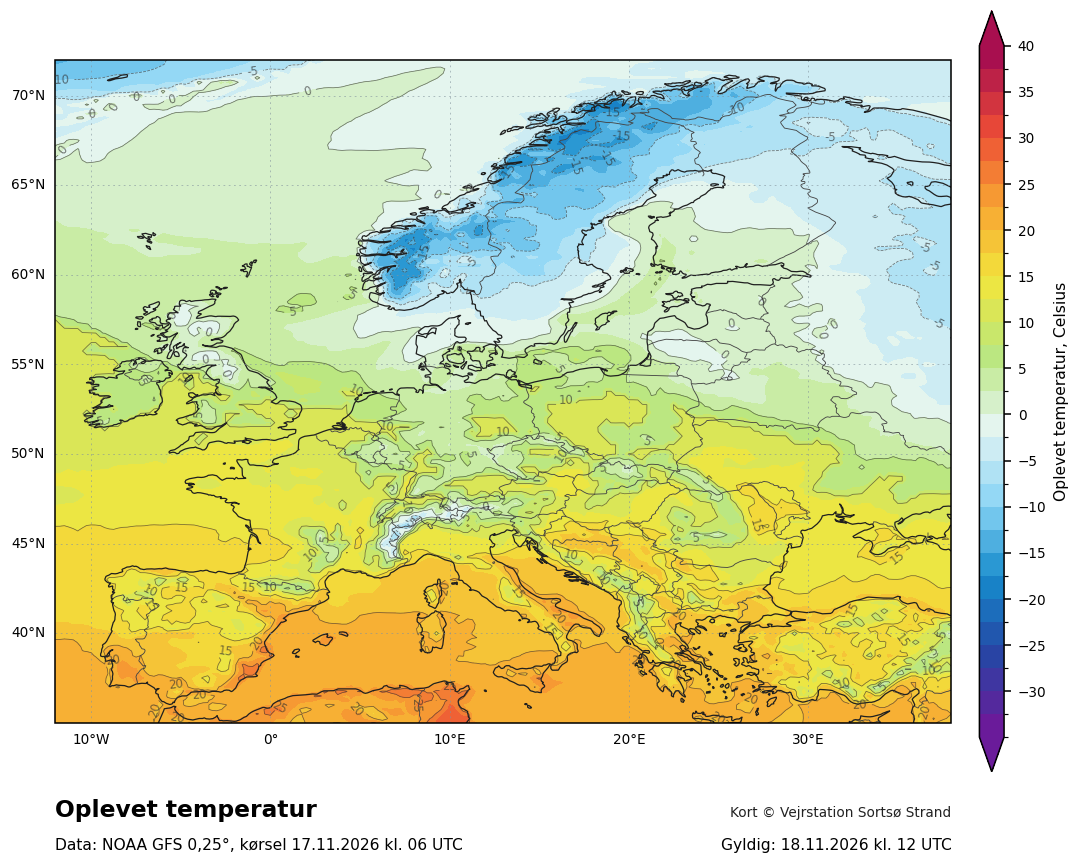 70°N
65°N
60°N
55°N
50°N
45°N
40°N
10°W 0° 10°E 20°E 30°E
40
35
30
25
20
15
10
5
0
−5
−10
−15
−20
−25
−30
Oplevet temperatur, Celsius
Oplevet temperatur
Kort © Vejrstation Sortsø Strand
Data: NOAA GFS 0,25°, kørsel 17.11.2026 kl. 06 UTC
Gyldig: 18.11.2026 kl. 12 UTC